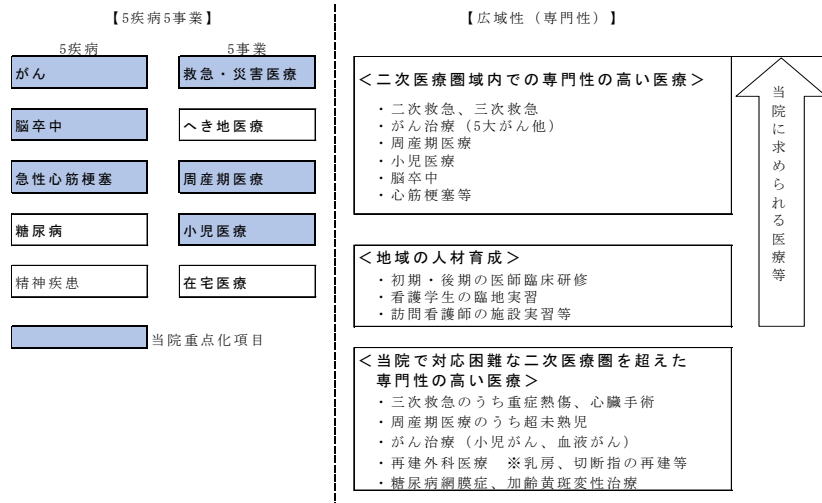 【5疾病5事業】
5疾病
5事業
がん
救急・災害医療
脳卒中
へき地医療
急性心筋梗塞
周産期医療
糖尿病
小児医療
精神疾患
在宅医療
当院重点化項目
【広域性（専門性）】
＜二次医療圏域内での専門性の高い医療＞
・二次救急、三次救急
・がん治療（5大がん他）
・周産期医療
・小児医療
・脳卒中
・心筋梗塞等
＜地域の人材育成＞
・初期・後期の医師臨床研修
・看護学生の臨地実習
・訪問看護師の施設実習等
＜当院で対応困難な二次医療圏を超えた
専門性の高い医療＞
・三次救急のうち重症熱傷、心臓手術
・周産期医療のうち超未熟児
・がん治療（小児がん、血液がん）
・再建外科医療　※乳房、切断指の再建等
・糖尿病網膜症、加齢黄斑変性治療
当院に求められる医療等